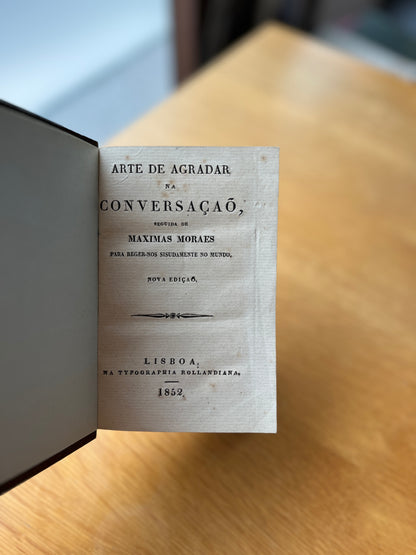 ARTE DE AGRADAR
NA
CONVERSAÇAÕ,
SEGUIDA DE
MAXIMAS MORAES
PARA REGER-NOS SISUDAMENTE NO MUNDO,
NOVA EDIÇAÕ.
LISBOA,
NA TYPOGRAPHIA ROLLANDIANA,
1852